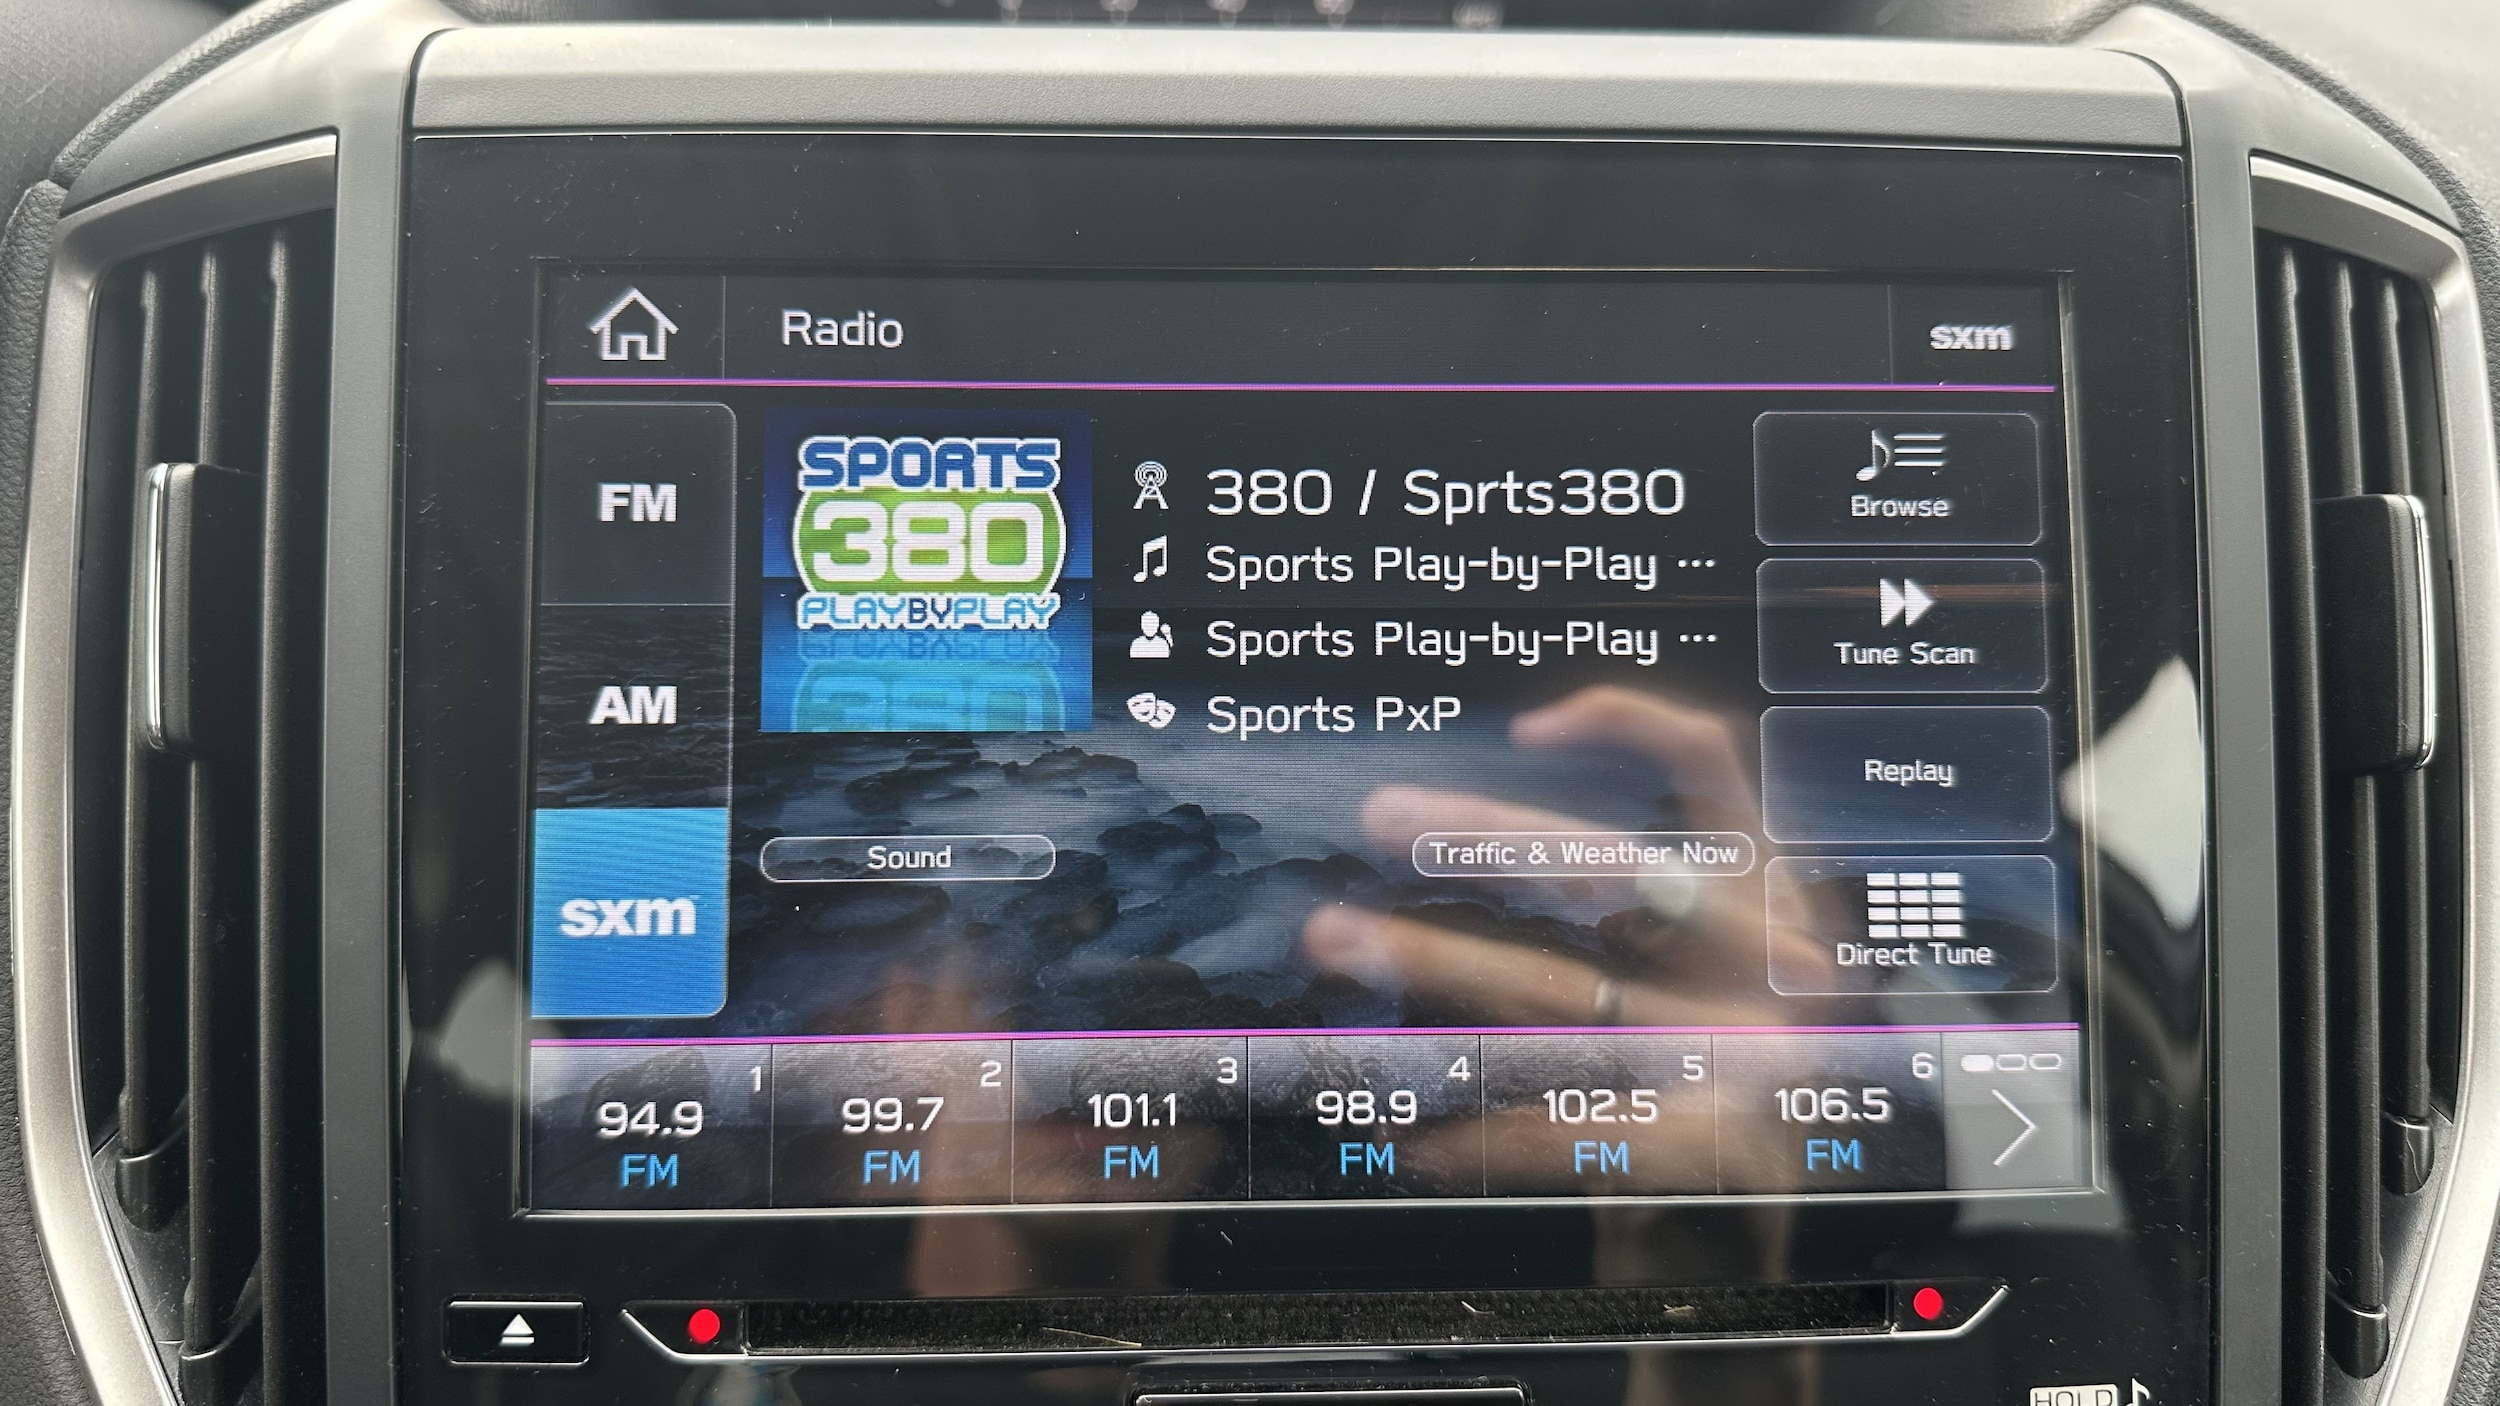 Radio
sxm
FM
AM
sxm
SPORTS
380
PLAYBYPLAY
380 / Sprts380
Sports Play-by-Play ...
Sports Play-by-Play ...
Sports PxP
Sound
Traffic & Weather Now
Browse
Tune Scan
Replay
Direct Tune
1
94.9
FM
2
99.7
FM
3
101.1
FM
4
98.9
FM
5
102.5
FM
6
106.5
FM
HOLD